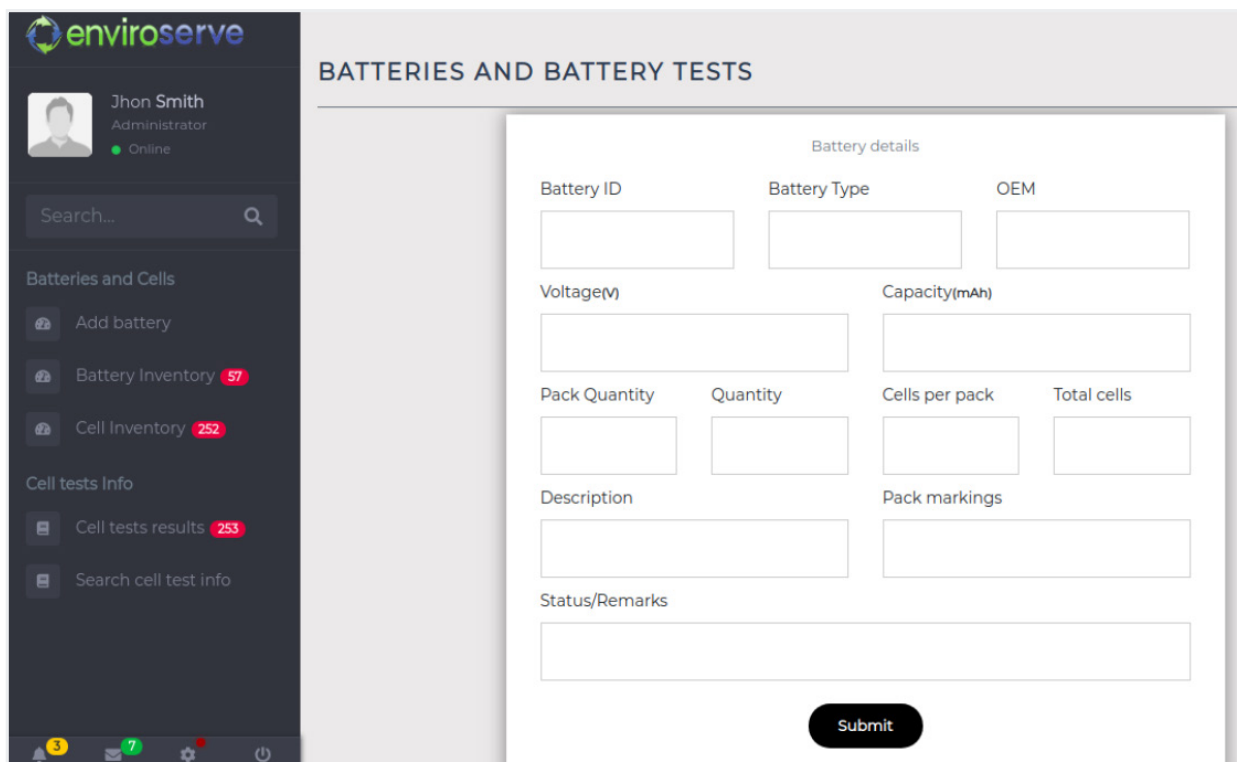 enviroserve
Jhon Smith
Administrator
Online
Search...
Batteries and Cells
Add battery
Battery Inventory 57
Cell Inventory 252
Cell tests Info
Cell tests results 253
Search cell test info
3 7
BATTERIES AND BATTERY TESTS
Battery details
Battery ID Battery Type OEM
Voltage(V) Capacity(mAh)
Pack Quantity Quantity Cells per pack Total cells
Description Pack markings
Status/Remarks
Submit